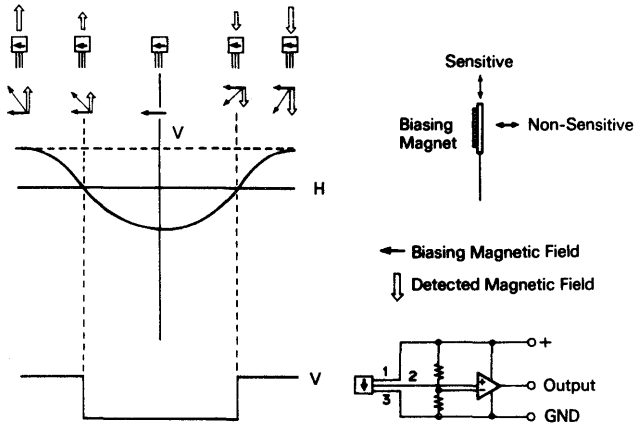 Sensitive
V
Biasing
Magnet
Non-Sensitive
H
Biasing Magnetic Field
Detected Magnetic Field
V
+
1
2
3
+
-
Output
GND